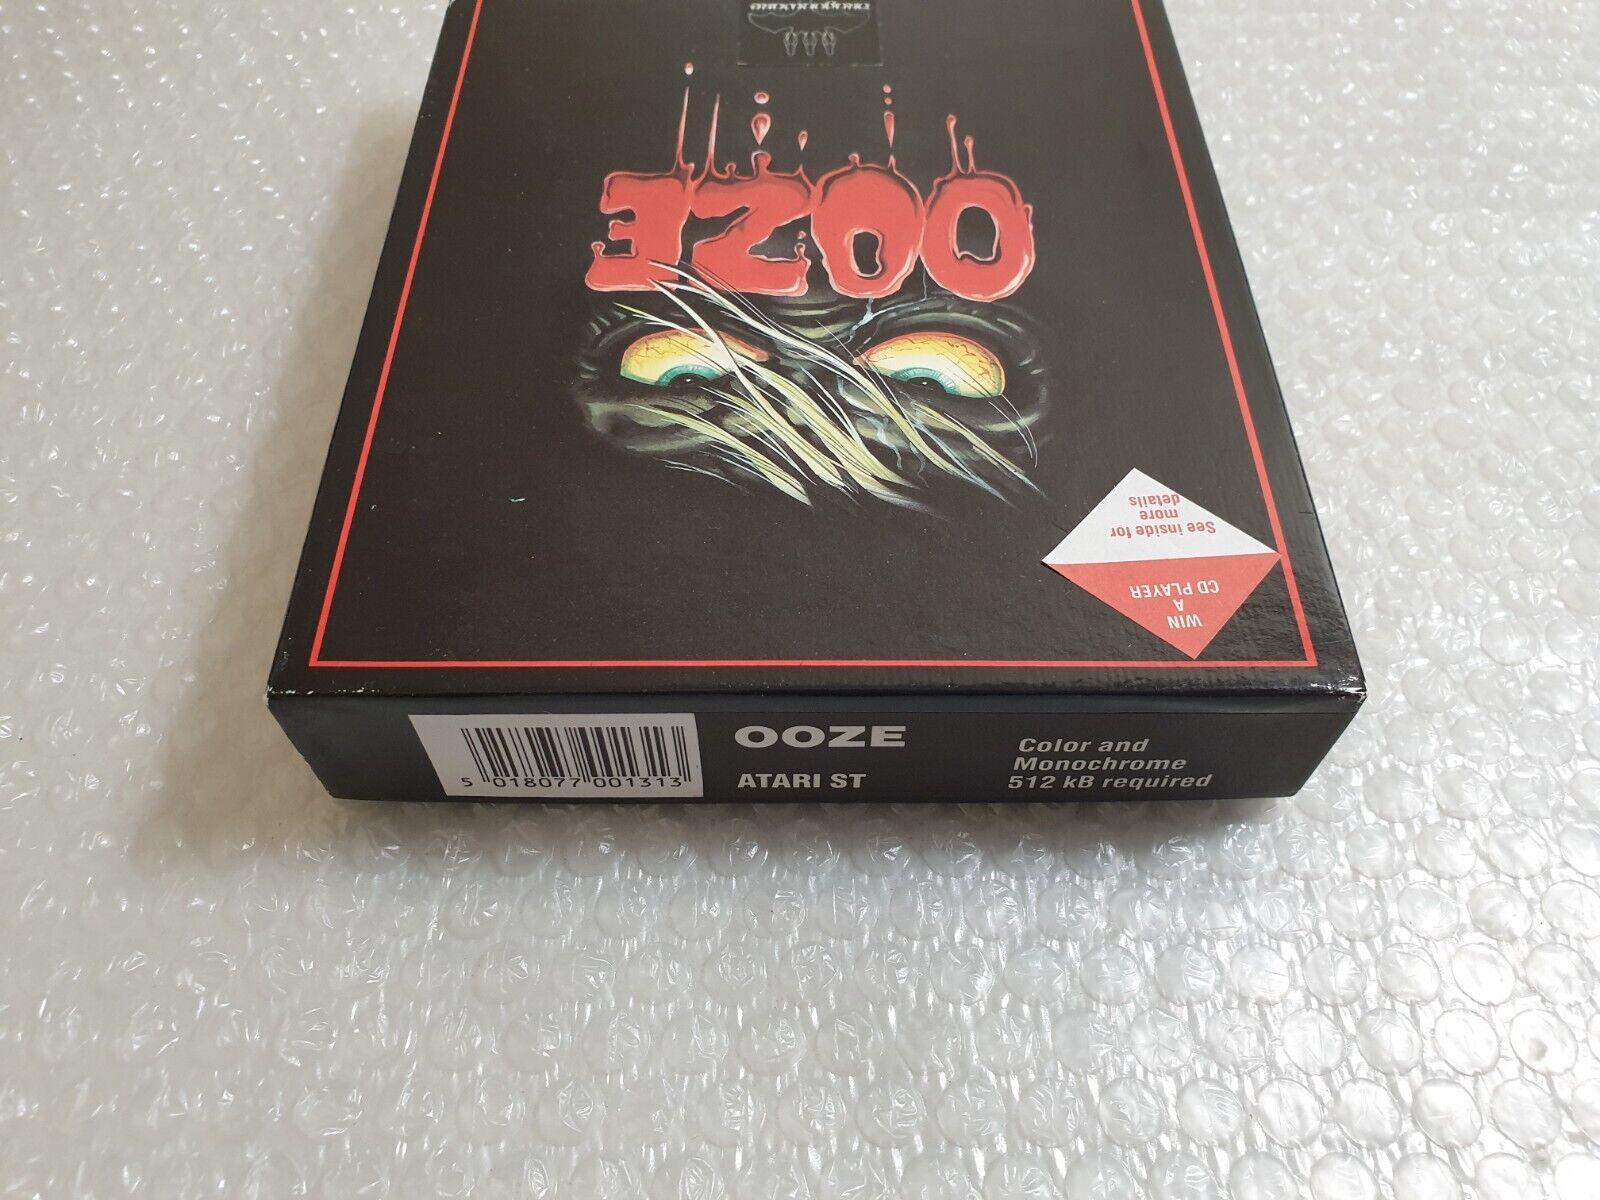 OOZE
See inside for
more
details
WIN
A
CD PLAYER
5 018077 001313
OOZE
ATARI ST
Color and
Monochrome
512 kB required